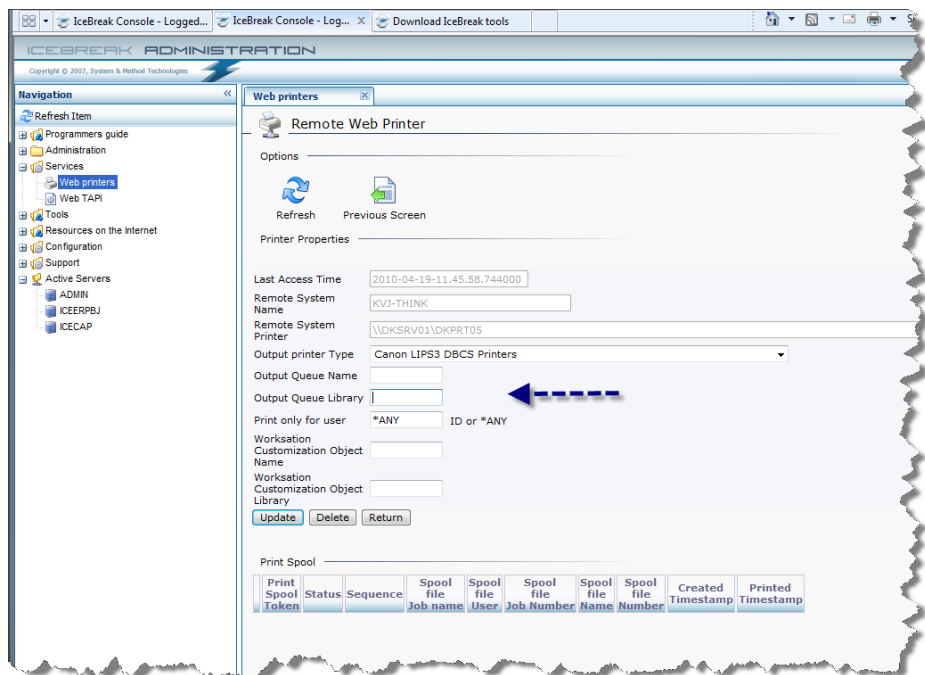 IceBreak Console - Logged...
IceBreak Console - Log...
Download IceBreak tools
ICEBREAK ADMINISTRATION
Copyright © 2007, System & Method Technologies
Navigation
Refresh Item
Programmers guide
Administration
Services
Web printers
Web TAPI
Tools
Resources on the Internet
Configuration
Support
Active Servers
ADMIN
ICEERPBJ
ICECAP
Web printers
Remote Web Printer
Options
Refresh
Previous Screen
Printer Properties
Last Access Time 2010-04-19-11.45.58.744000
Remote System
Name
KVJ-THINK
Remote System
Printer
\\DKSRV01\DKPRT05
Output printer Type Canon LIPS3 DBCS Printers
Output Queue Name
Output Queue Library
Print only for user *ANY ID or *ANY
Worksation
Customization Object
Name
Worksation
Customization Object
Library
Update Delete Return
Print Spool
Print
Spool
Token
Status
Sequence
Spool
file
Job name
Spool
file
User
Spool
file
Job Number
Spool
file
Name
Spool
file
Number
Created
Timestamp
Printed
Timestamp